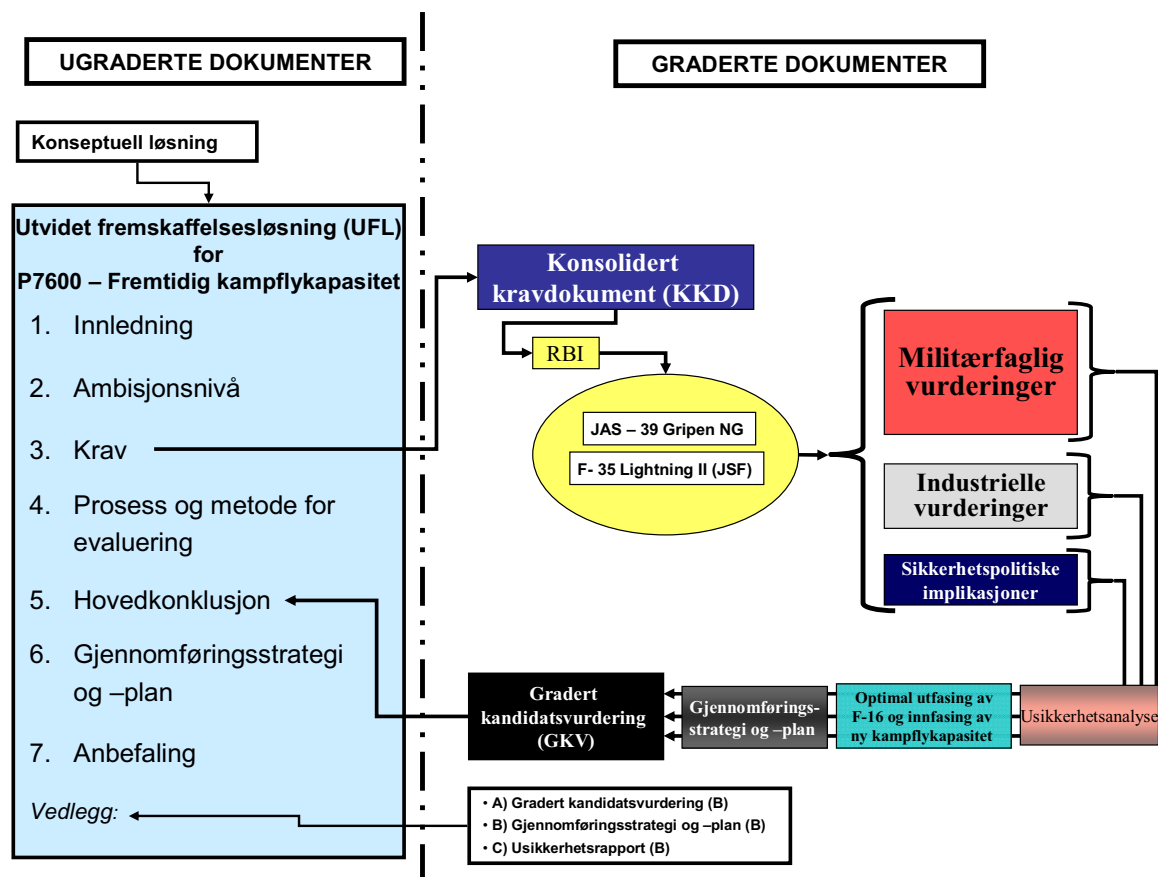 UGRADERTE DOKUMENTER
GRADERTE DOKUMENTER
Konseptuell løsning
Utvidet fremskaffelsesløsning (UFL)
for
P7600 – Fremtidig kampflykapasitet
1. Innledning
2. Ambisjonsnivå
3. Krav
4. Prosess og metode for
evaluering
5. Hovedkonklusjon
6. Gjennomføringsstrategi
og –plan
7. Anbefaling
Vedlegg:
Konsolidert
kravdokument (KKD)
RBI
JAS – 39 Gripen NG
F- 35 Lightning II (JSF)
Militærfaglig
vurderinger
Industrielle
vurderinger
Sikkerhetspolitiske
implikasjoner
Gradert
kandidatsvurdering
(GKV)
Gjennomførings-
strategi og –plan
Optimal utfasing av
F-16 og innfasing av
ny kampflykapasitet
Usikkerhetsanalyse
• A) Gradert kandidatsvurdering (B)
• B) Gjennomføringsstrategi og –plan (B)
• C) Usikkerhetsrapport (B)